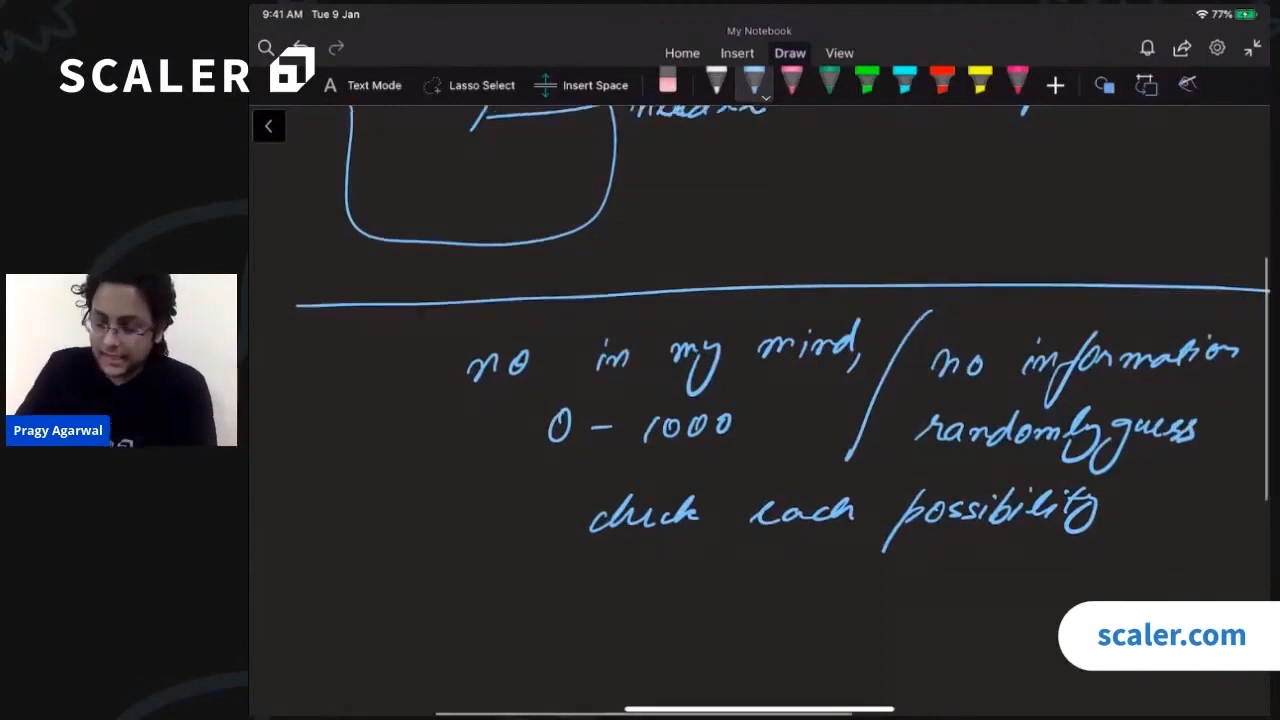 9:41 AM Tue 9 Jan
77%
My Notebook
SCALER
Home Insert Draw View
Text Mode Lasso Select Insert Space
no in my mind, / no information
0 - 1000 randomly guess
check each possibility
Pragy Agarwal
scaler.com